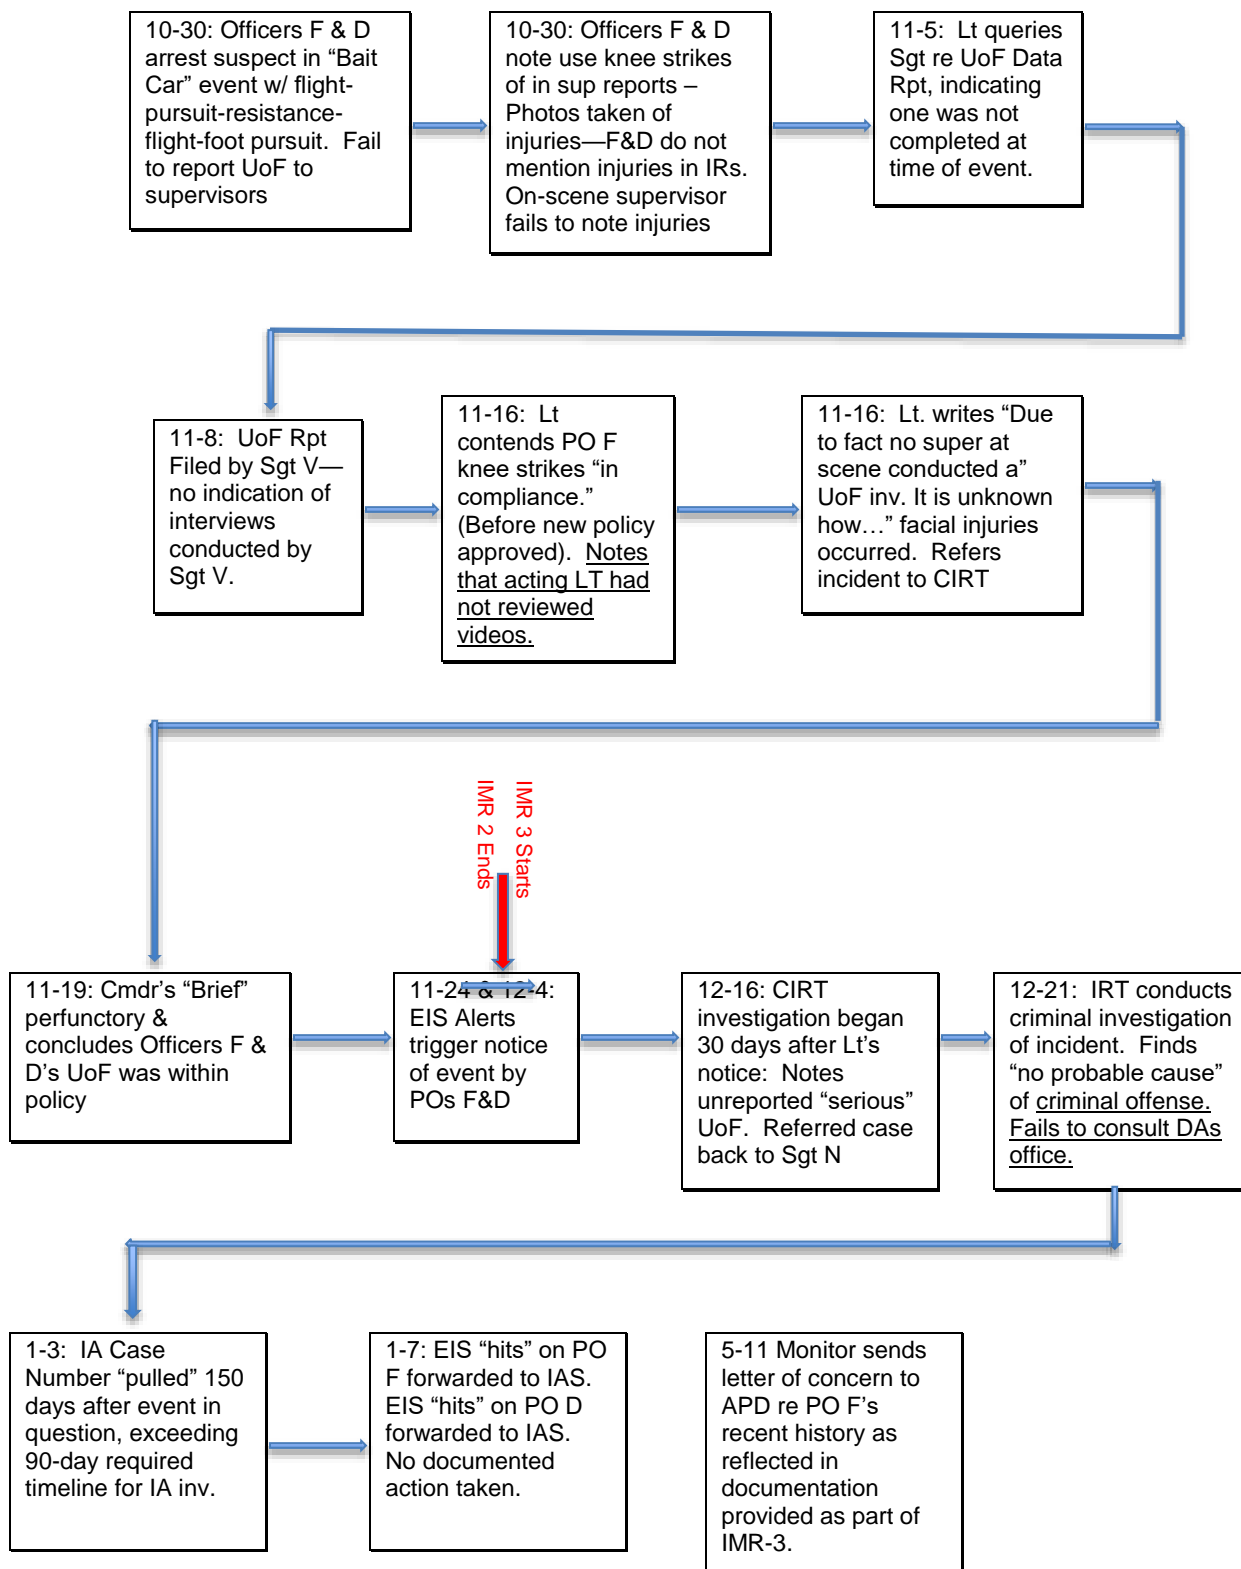 10-30: Officers F & D
arrest suspect in “Bait
Car” event w/ flight-
pursuit-resistance-
flight-foot pursuit.  Fail
to report UoF to
supervisors
10-30: Officers F & D
note use knee strikes
of in sup reports –
Photos taken of
injuries—F&D do not
mention injuries in IRs.
On-scene supervisor
fails to note injuries
11-5:  Lt queries
Sgt re UoF Data
Rpt, indicating
one was not
completed at
time of event.
11-8:  UoF Rpt
Filed by Sgt V—
no indication of
interviews
conducted by
Sgt V.
11-16:  Lt
contends PO F
knee strikes “in
compliance.”
(Before new policy
approved).  Notes
that acting LT had
not reviewed
videos.
11-16:  Lt. writes “Due
to fact no super at
scene conducted a”
UoF inv. It is unknown
how…” facial injuries
occurred.  Refers
incident to CIRT
IMR 3 Starts
IMR 2 Ends
11-19: Cmdr’s “Brief”
perfunctory &
concludes Officers F &
D’s UoF was within
policy
11-24 & 12-4:
EIS Alerts
trigger notice
of event by
POs F&D
12-16: CIRT
investigation began
30 days after Lt’s
notice:  Notes
unreported “serious”
UoF.  Referred case
back to Sgt N
12-21:  IRT conducts
criminal investigation
of incident.  Finds
“no probable cause”
of criminal offense.
Fails to consult DAs
office.
1-3:  IA Case
Number “pulled” 150
days after event in
question, exceeding
90-day required
timeline for IA inv.
1-7: EIS “hits” on PO
F forwarded to IAS.
EIS “hits” on PO D
forwarded to IAS.
No documented
action taken.
5-11 Monitor sends
letter of concern to
APD re PO F’s
recent history as
reflected in
documentation
provided as part of
IMR-3.